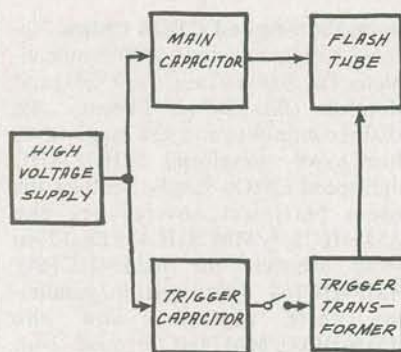 MAIN
CAPACITOR
FLASH
TUBE
HIGH
VOLTAGE
SUPPLY
TRIGGER
CAPACITOR
TRIGGER
TRANS-
FORMER